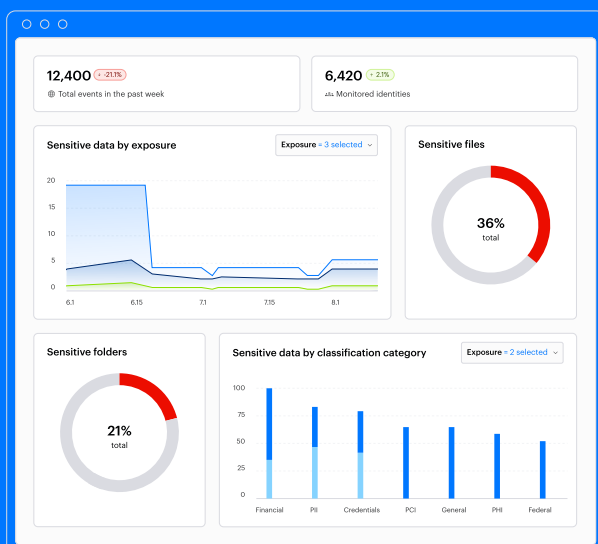 12,400 ↓ -21.1%
Total events in the past week
6,420 ↑ 2.1%
Monitored identities
Sensitive data by exposure
Exposure = 3 selected
20
15
10
5
0
6.1 6.15 7.1 7.15 8.1
Sensitive files
36%
total
Sensitive folders
21%
total
Sensitive data by classification category
Exposure = 2 selected
100
75
50
25
0
Financial PII Credentials PCI General PHI Federal